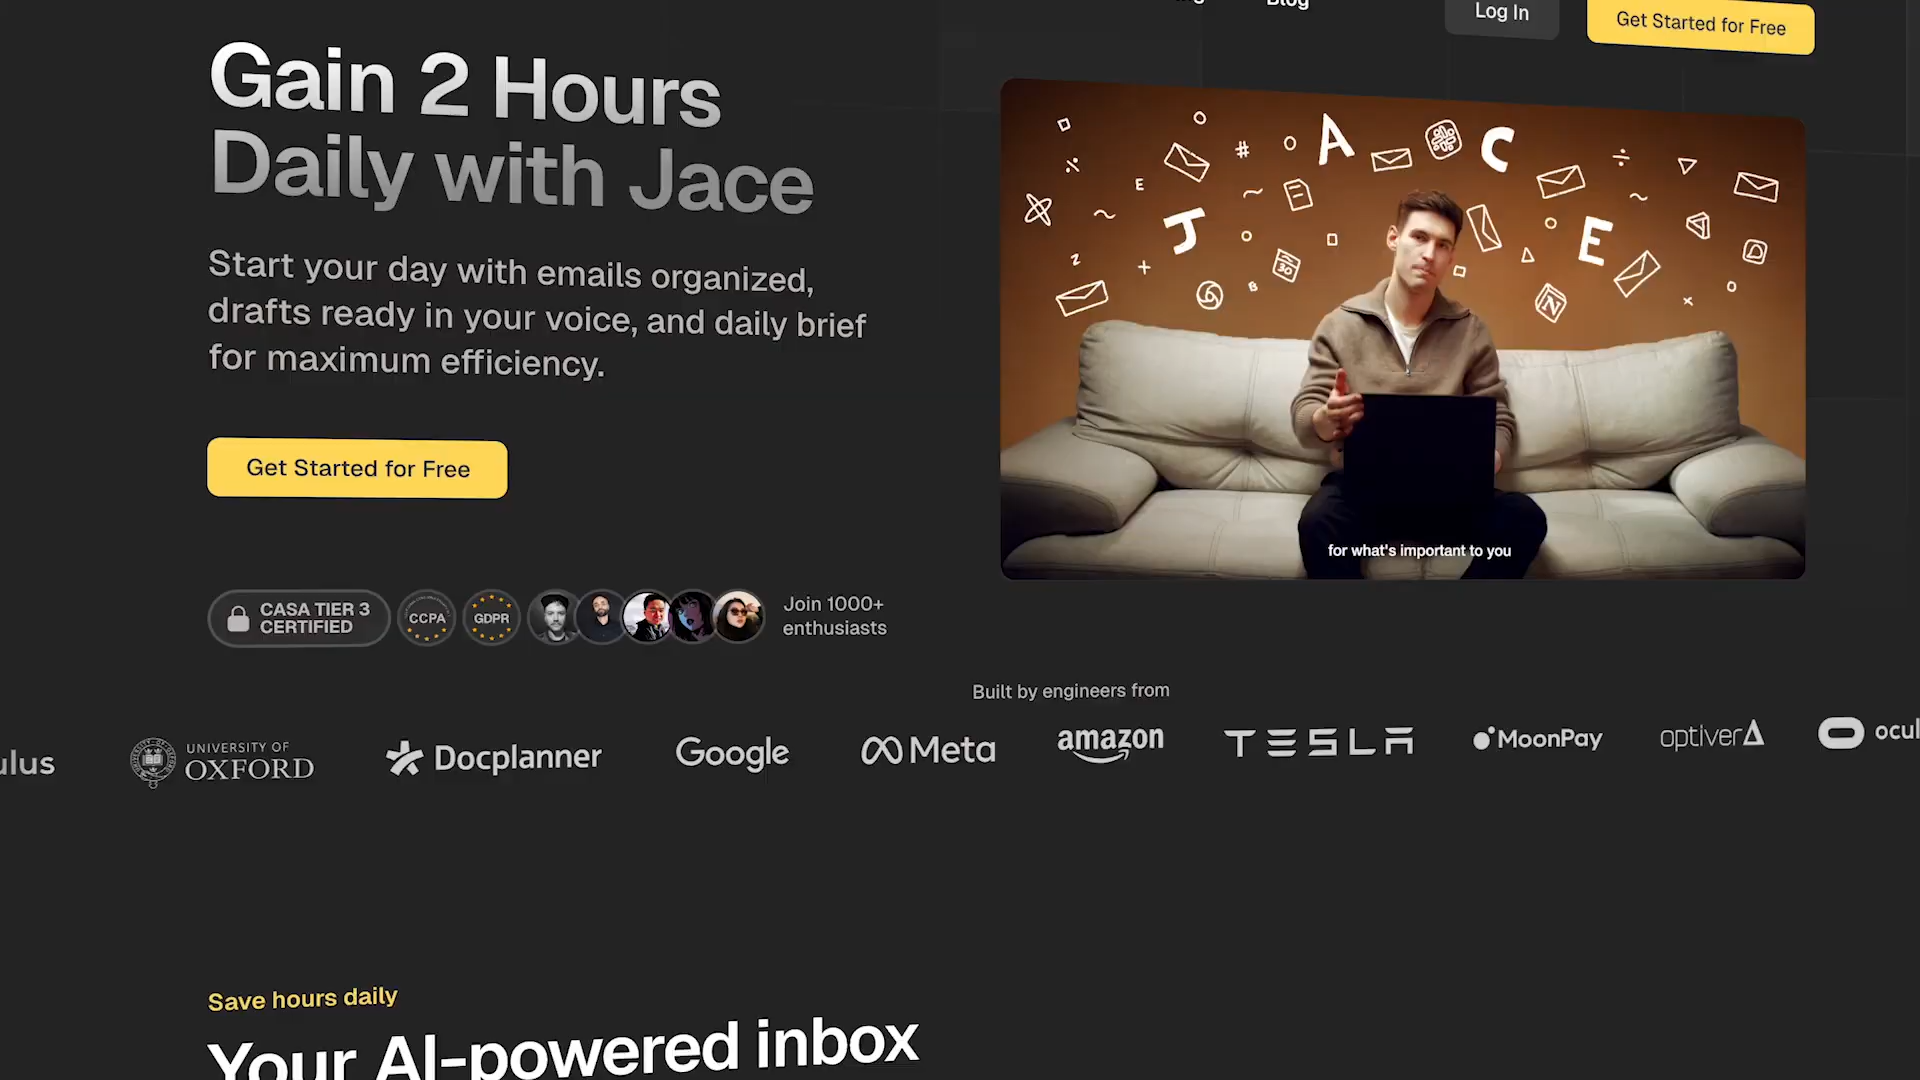 Blog
Log In
Get Started for Free
Gain 2 Hours
Daily with Jace
Start your day with emails organized,
drafts ready in your voice, and daily brief
for maximum efficiency.
Get Started for Free
J A C E
for what's important to you
CASA TIER 3
CERTIFIED
CCPA
GDPR
Join 1000+
enthusiasts
Built by engineers from
ulus
UNIVERSITY OF
OXFORD
Docplanner
Google
Meta
amazon
TESLA
MoonPay
optiver
ocul
Save hours daily
Your AI-powered inbox